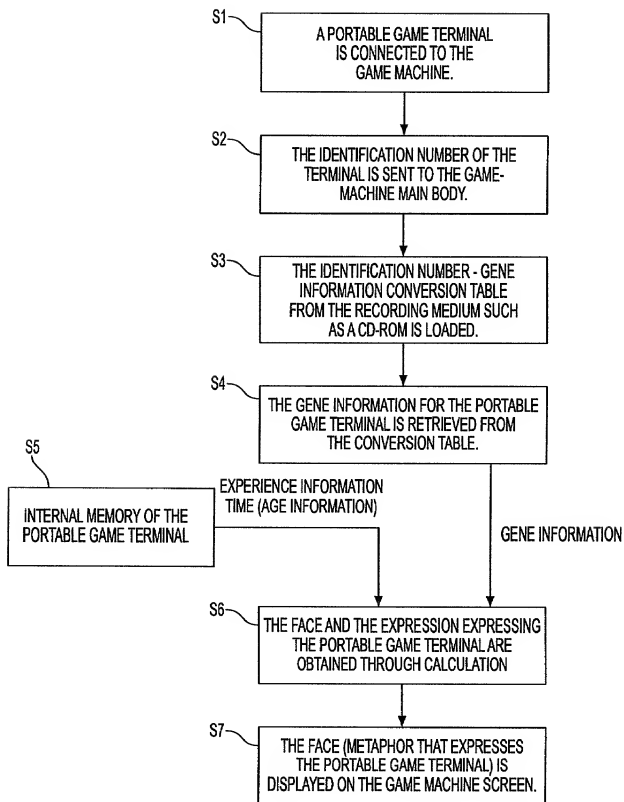 S1
A PORTABLE GAME TERMINAL
IS CONNECTED TO THE
GAME MACHINE.
S2
THE IDENTIFICATION NUMBER OF THE
TERMINAL IS SENT TO THE GAME-
MACHINE MAIN BODY.
S3
THE IDENTIFICATION NUMBER - GENE
INFORMATION CONVERSION TABLE
FROM THE RECORDING MEDIUM SUCH
AS A CD-ROM IS LOADED.
S4
THE GENE INFORMATION FOR THE PORTABLE
GAME TERMINAL IS RETRIEVED FROM
THE CONVERSION TABLE.
S5
INTERNAL MEMORY OF THE
PORTABLE GAME TERMINAL
EXPERIENCE INFORMATION
TIME (AGE INFORMATION)
GENE INFORMATION
S6
THE FACE AND THE EXPRESSION EXPRESSING
THE PORTABLE GAME TERMINAL ARE
OBTAINED THROUGH CALCULATION
S7
THE FACE (METAPHOR THAT EXPRESSES
THE PORTABLE GAME TERMINAL) IS
DISPLAYED ON THE GAME MACHINE SCREEN.